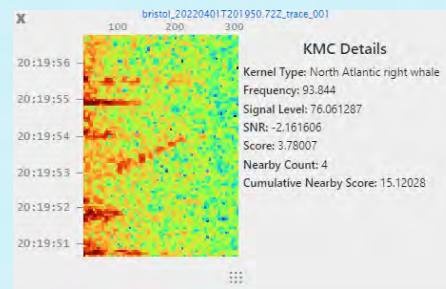 X
bristol_20220401T201950.72Z_trace_001
100 200 300
20:19:56
20:19:55
20:19:54
20:19:53
20:19:52
20:19:51
KMC Details
Kernel Type: North Atlantic right whale
Frequency: 93.844
Signal Level: 76.061287
SNR: -2.161606
Score: 3.78007
Nearby Count: 4
Cumulative Nearby Score: 15.12028